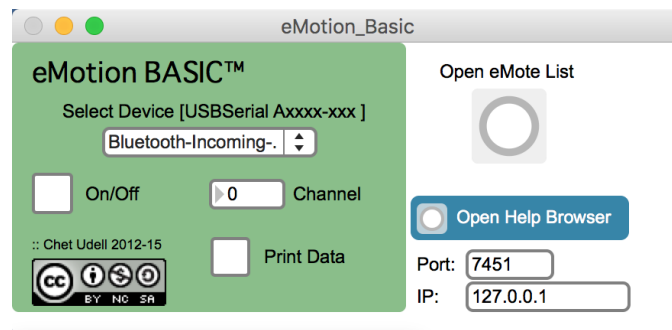 eMotion_Basic
eMotion BASIC™
Select Device [USBSerial Axxxx-xxx ]
Bluetooth-Incoming-.
On/Off
0
Channel
:: Chet Udell 2012-15
Print Data
cc
BY NC SA
Open eMote List
Open Help Browser
Port: 7451
IP: 127.0.0.1